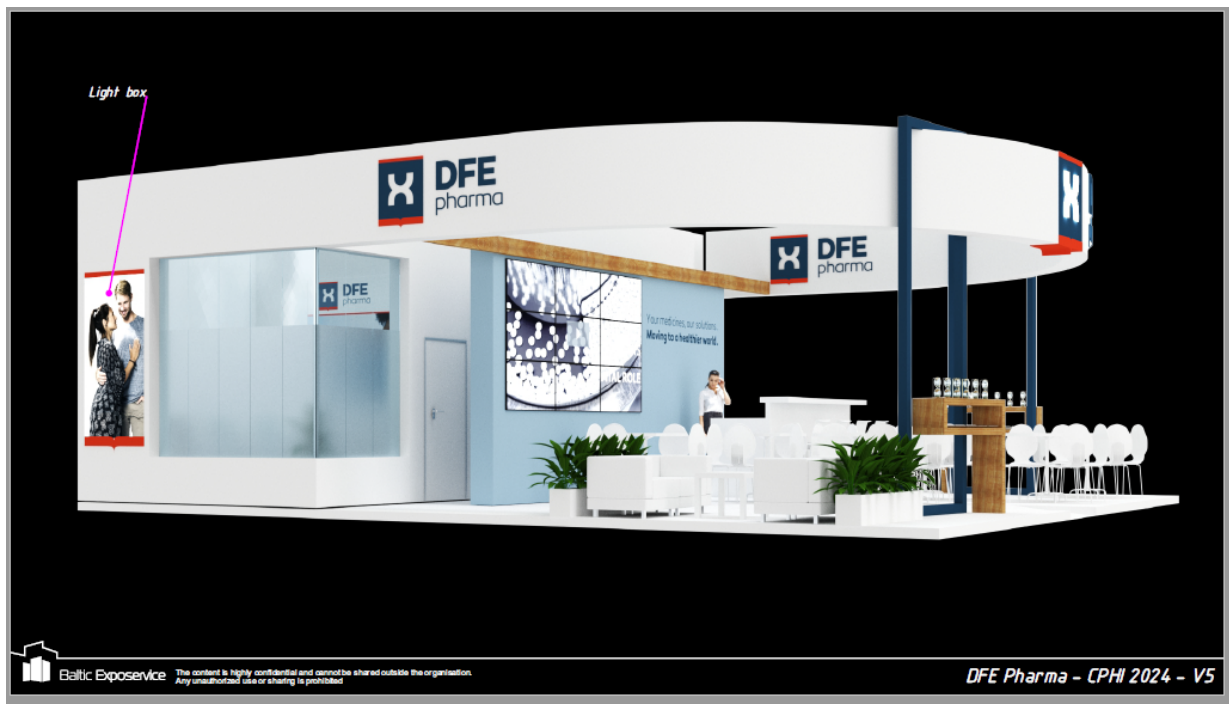 Light box
DFE
pharma
DFE
pharma
DFE
pharma
Your medicines, our solutions.
Moving to a healthier world.
ROLE
Baltic Exposervice
The content is highly confidential and cannot be shared outside the organisation.
Any unauthorized use or sharing is prohibited
DFE Pharma - CPHI 2024 - V5